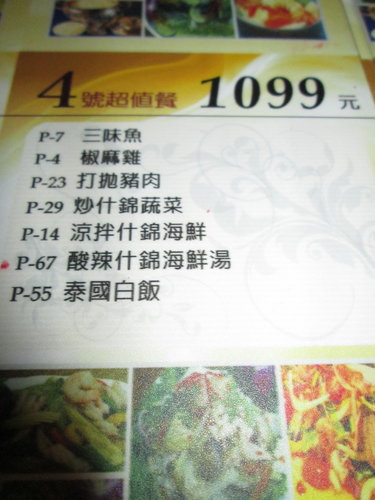 4號超值餐 1099元
P-7 三味魚
P-4 椒麻雞
P-23 打拋豬肉
P-29 炒什錦蔬菜
P-14 涼拌什錦海鮮
P-67 酸辣什錦海鮮湯
P-55 泰國白飯